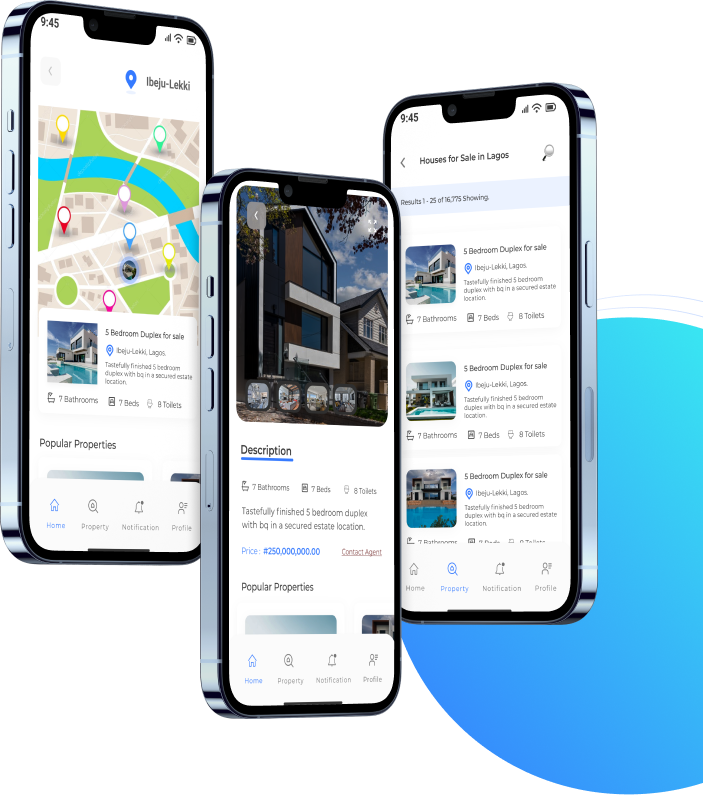 9:45
Ibeju-Lekki
5 Bedroom Duplex for sale
Ibeju-Lekki, Lagos.
Tastefully finished 5 bedroom
duplex with bq in a secured estate
location.
7 Bathrooms 7 Beds 8 Toilets
Popular Properties
Home Property Notification Profile
Description
7 Bathrooms 7 Beds 8 Toilets
Tastefully finished 5 bedroom duplex
with bq in a secured estate
location.
Price : #250,000,000.00 Contact Agent
Popular Properties
Home Property Notification Profile
9:45
Houses for Sale in Lagos
Results 1 - 25 of 16,775 Showing.
5 Bedroom Duplex for sale
Ibeju-Lekki, Lagos.
Tastefully finished 5 bedroom
duplex with bq in a secured estate
location.
7 Bathrooms 7 Beds 8 Toilets
5 Bedroom Duplex for sale
Ibeju-Lekki, Lagos.
Tastefully finished 5 bedroom
duplex with bq in a secured estate
location.
7 Bathrooms 7 Beds 8 Toilets
5 Bedroom Duplex for sale
Ibeju-Lekki, Lagos.
Tastefully finished 5 bedroom
duplex with bq in a secured estate
location.
7 Bathrooms 7 Beds 8 Toilets
Home Property Notification Profile